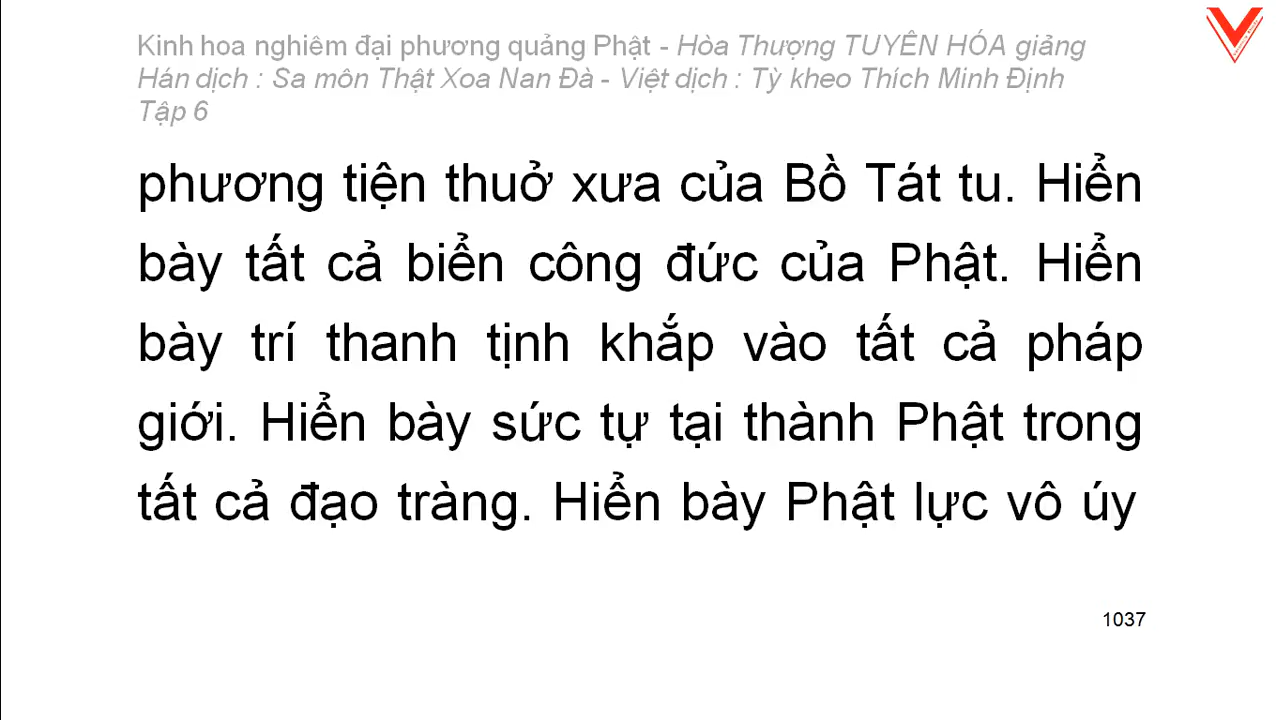 Kinh hoa nghiêm đại phương quảng Phật - Hòa Thượng TUYÊN HÓA giảng
Hán dịch : Sa môn Thật Xoa Nan Đà - Việt dịch : Tỳ kheo Thích Minh Định
Tập 6
phương tiện thuở xưa của Bồ Tát tu. Hiển
bày tất cả biển công đức của Phật. Hiển
bày trí thanh tịnh khắp vào tất cả pháp
giới. Hiển bày sức tự tại thành Phật trong
tất cả đạo tràng. Hiển bày Phật lực vô úy
1037